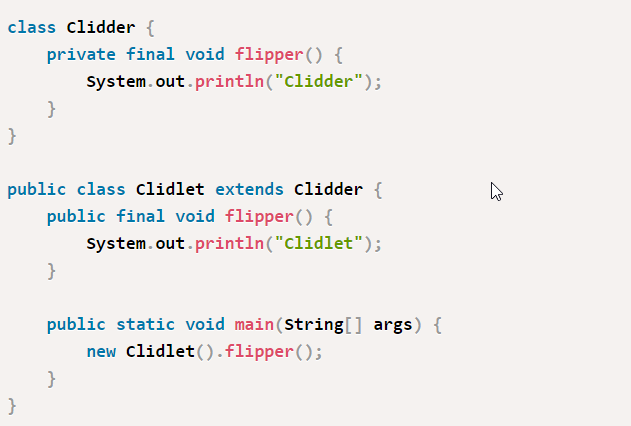 class Clidder {
    private final void flipper() {
        System.out.println("Clidder");
    }
}

public class Clidlet extends Clidder {
    public final void flipper() {
        System.out.println("Clidlet");
    }

    public static void main(String[] args) {
        new Clidlet().flipper();
    }
}